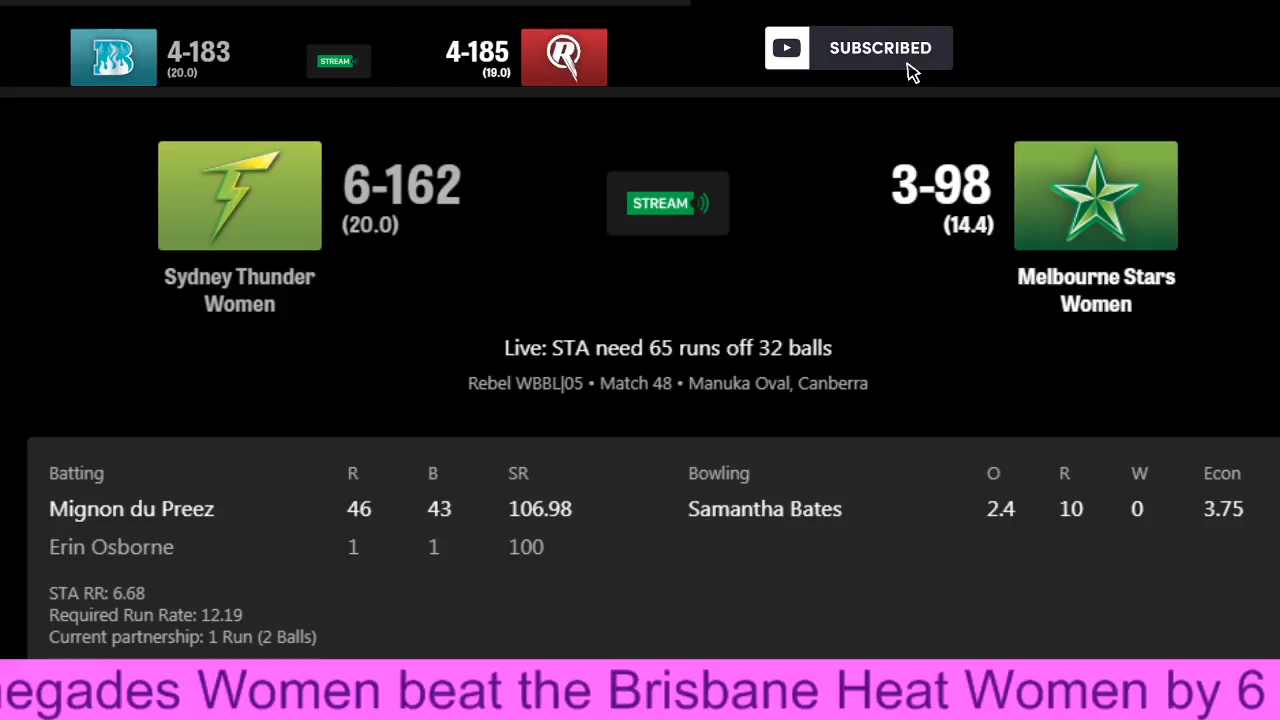 4-183
(20.0)
STREAM
4-185
(19.0)
R
SUBSCRIBED
B
6-162
(20.0)
STREAM
3-98
(14.4)
Sydney Thunder
Women
Melbourne Stars
Women
Live: STA need 65 runs off 32 balls
Rebel WBBL|05 • Match 48 • Manuka Oval, Canberra
Batting R B SR Bowling O R W Econ
Mignon du Preez 46 43 106.98 Samantha Bates 2.4 10 0 3.75
Erin Osborne 1 1 100
STA RR: 6.68
Required Run Rate: 12.19
Current partnership: 1 Run (2 Balls)
negades Women beat the Brisbane Heat Women by 6